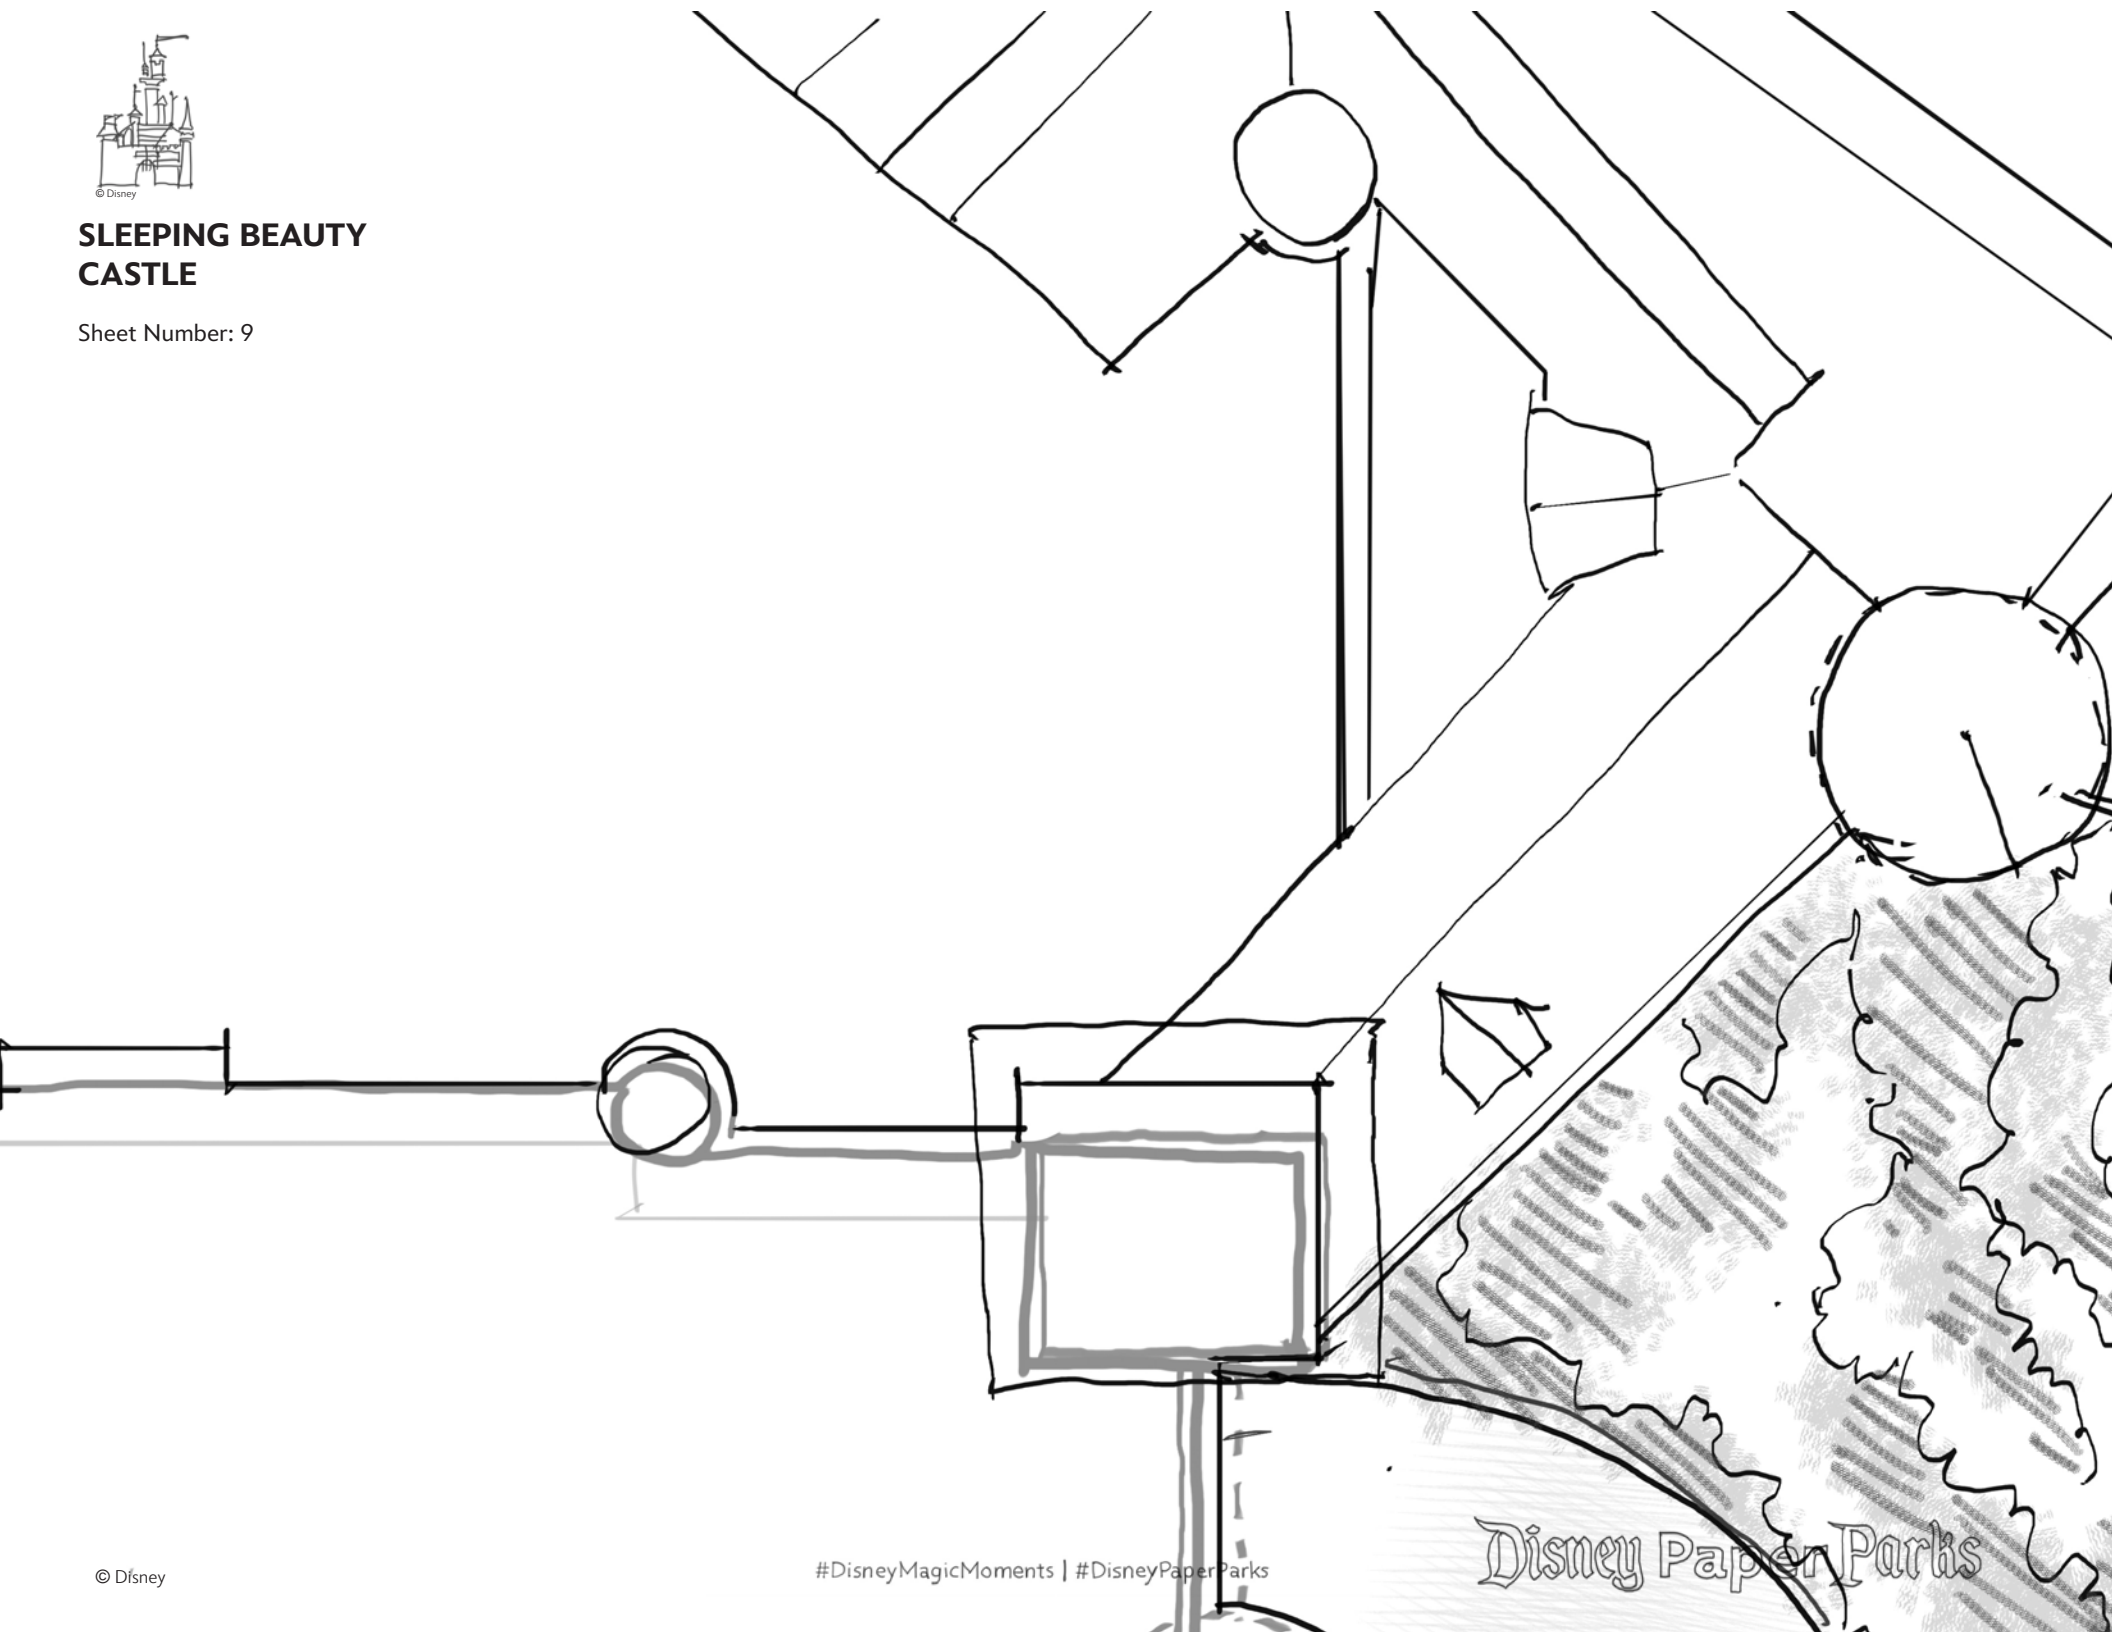 © Disney
SLEEPING BEAUTY
CASTLE
Sheet Number: 9
© Disney
#DisneyMagicMoments | #DisneyPaperParks
Disney Paper Parks